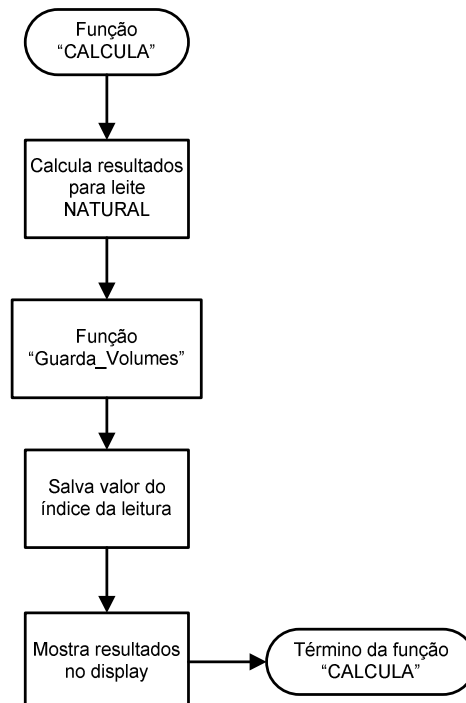 Função
“CALCULA”
Calcula resultados
para leite
NATURAL
Função
“Guarda_Volumes”
Salva valor do
índice da leitura
Mostra resultados
no display
Término da função
“CALCULA”